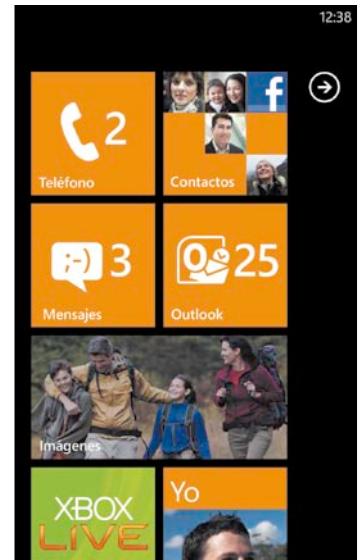 12:38
2
Teléfono
f
Contactos
;-) 3
Mensajes
25
Outlook
Imágenes
XBOX
LIVE
Yo